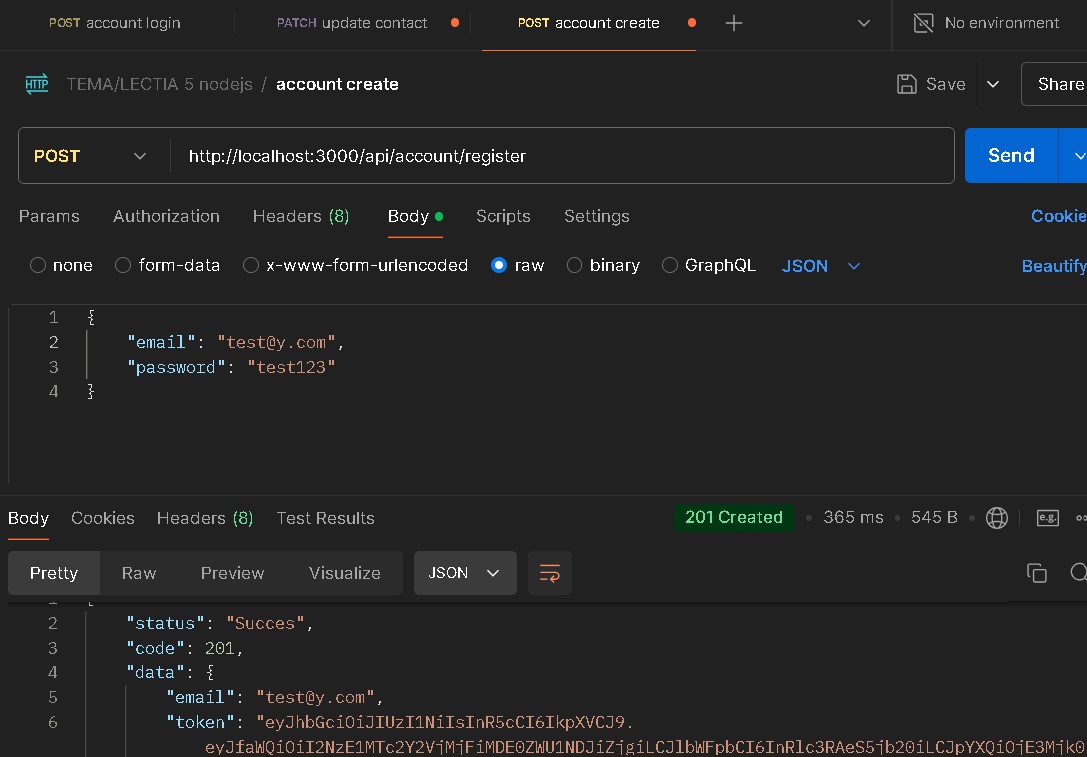 POST account login PATCH update contact POST account create No environment
HTTP TEMA/LECTIA 5 nodejs / account create Save Share
POST http://localhost:3000/api/account/register Send
Params Authorization Headers (8) Body Scripts Settings Cookie
none form-data x-www-form-urlencoded raw binary GraphQL JSON Beautify
1 {
2 "email": "test@y.com",
3 "password": "test123"
4 }
Body Cookies Headers (8) Test Results 201 Created 365 ms 545 B e.g.
Pretty Raw Preview Visualize JSON
2 "status": "Succes",
3 "code": 201,
4 "data": {
5 "email": "test@y.com",
6 "token": "eyJhbGciOiJIUzI1NiIsInR5cCI6IkpXVCJ9.
eyJfaWQiOiI2NzE1MTc2Y2VjMjFiMDE0ZWU1NDJiZjgiLCJlbWFpbCI6InRlc3RAeS5jb20iLCJpYXQiOjE3Mjk0